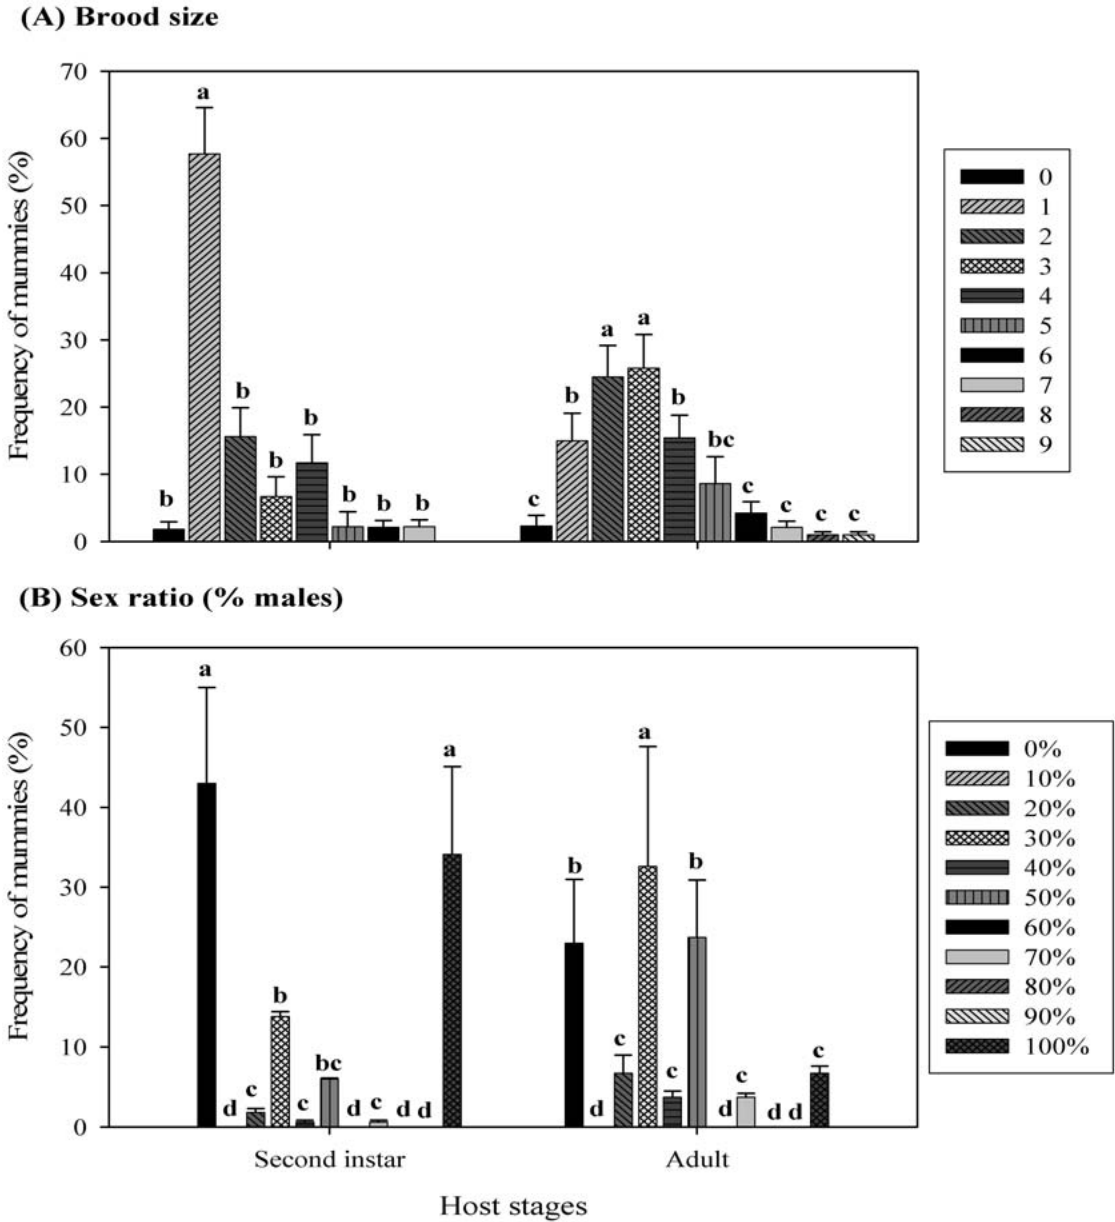 (A) Brood size
Frequency of mummies (%)
70
60
50
40
30
20
10
0
b
a
b
b
b
b
b
b
c
b
a
a
b
bc
c
c
c
c
0
1
2
3
4
5
6
7
8
9
(B) Sex ratio (% males)
Frequency of mummies (%)
60
50
40
30
20
10
0
a
d
c
b
c
bc
d
c
d
d
a
b
d
c
a
c
b
d
c
d
d
c
0%
10%
20%
30%
40%
50%
60%
70%
80%
90%
100%
Second instar
Adult
Host stages